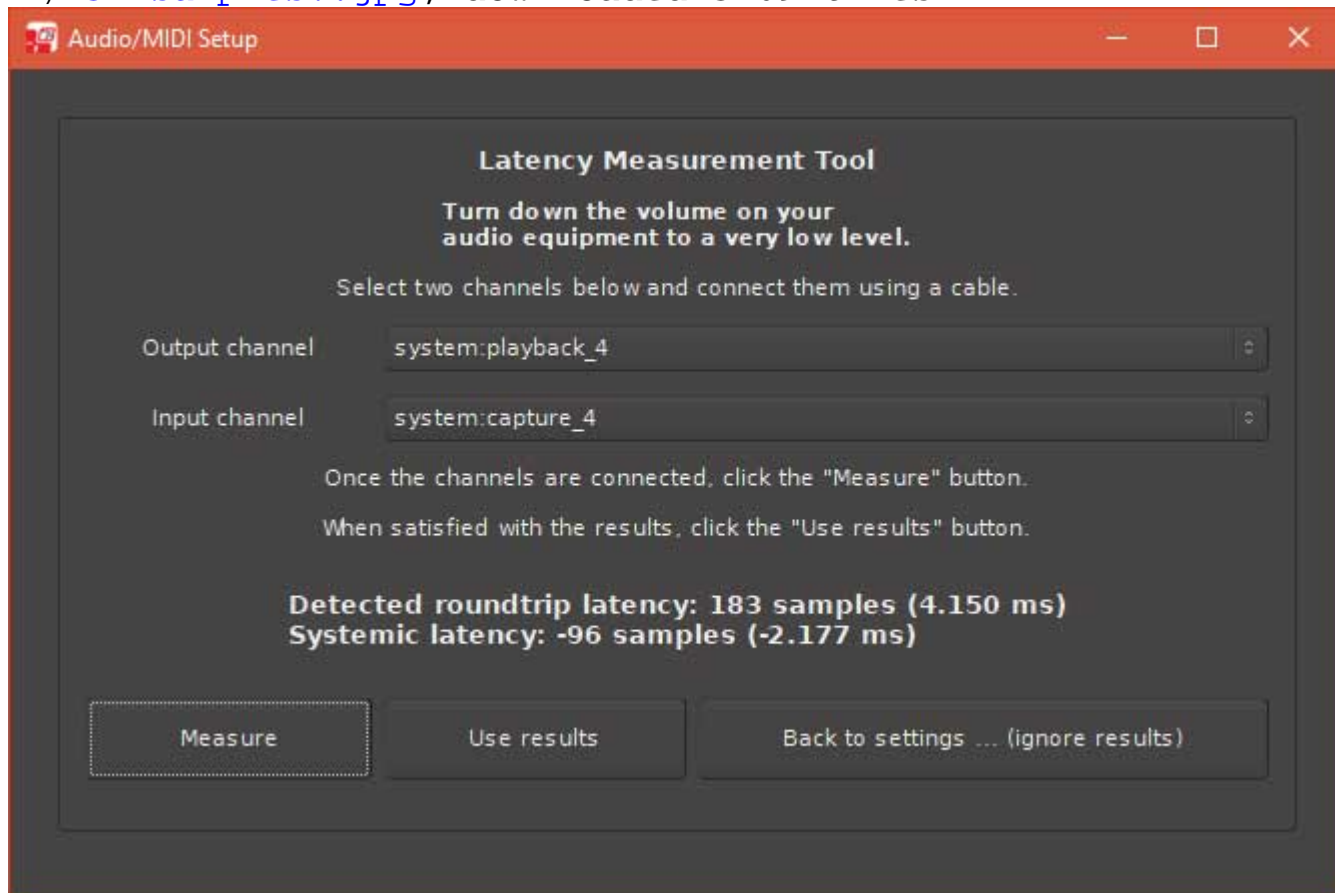 Audio/MIDI Setup
Latency Measurement Tool
Turn down the volume on your
audio equipment to a very low level.
Select two channels below and connect them using a cable.
Output channel system:playback_4
Input channel system:capture_4
Once the channels are connected, click the "Measure" button.
When satisfied with the results, click the "Use results" button.
Detected roundtrip latency: 183 samples (4.150 ms)
Systemic latency: -96 samples (-2.177 ms)
Measure Use results Back to settings ... (ignore results)